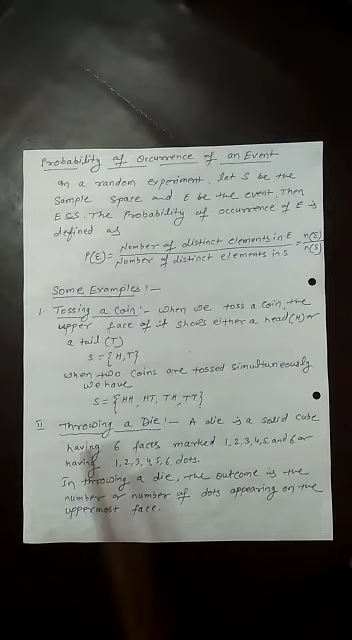 Probability of Occurrence of an Event
In a random experiment, let S be the
Sample Space and E be the event. Then
E⊆S. The Probability of occurrence of E is
defined as
P(E) = Number of distinct elements in E / Number of distinct elements in S = n(E)/n(S)
Some Examples:-
I. Tossing a Coin:- When we toss a coin, the
upper face of it shows either a head (H) or
a tail (T)
S = {H,T}
when two coins are tossed simultaneously.
we have
S = {HH, HT, TH, TT}
II Throwing a Die:- A die is a solid cube
having 6 faces marked 1,2,3,4,5 and 6 or
having 1,2,3,4,5,6, dots.
In throwing a die, the outcome is the
number or number of dots appearing on the
uppermost face.